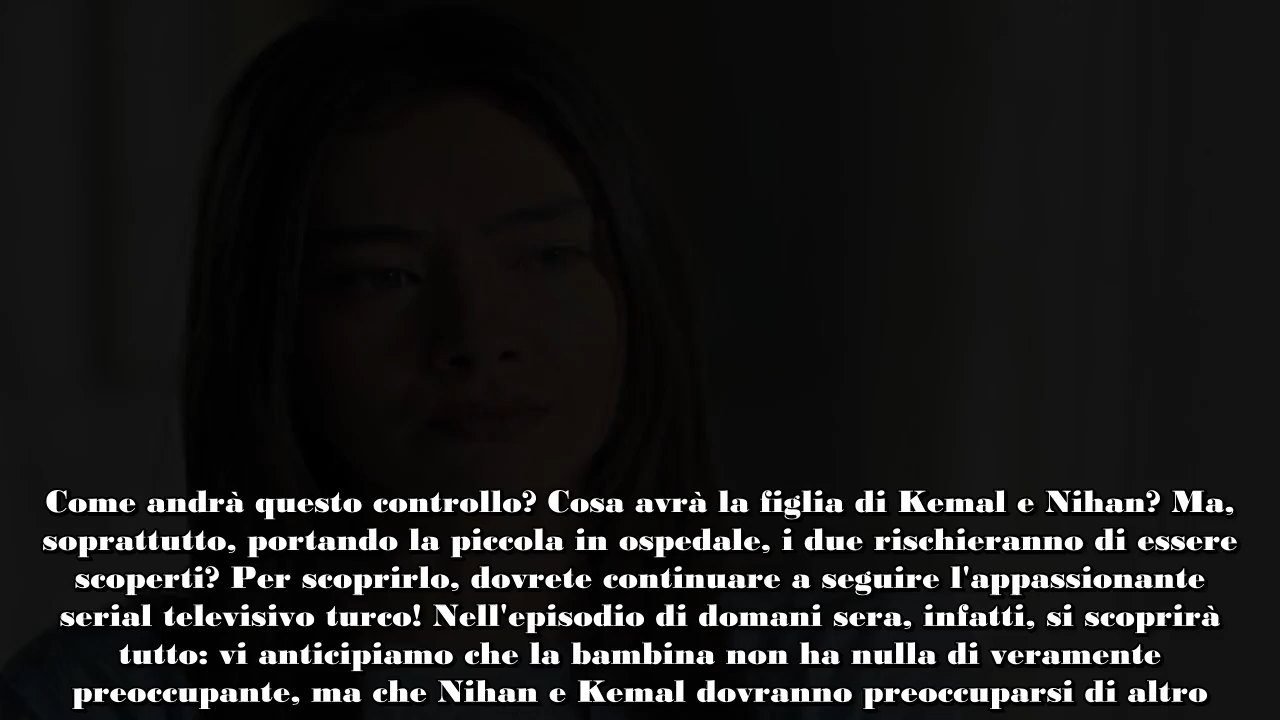 Come andrà questo controllo? Cosa avrà la figlia di Kemal e Nihan? Ma,
soprattutto, portando la piccola in ospedale, i due rischieranno di essere
scoperti? Per scoprirlo, dovrete continuare a seguire l'appassionante
serial televisivo turco! Nell'episodio di domani sera, infatti, si scoprirà
tutto: vi anticipiamo che la bambina non ha nulla di veramente
preoccupante, ma che Nihan e Kemal dovranno preoccuparsi di altro